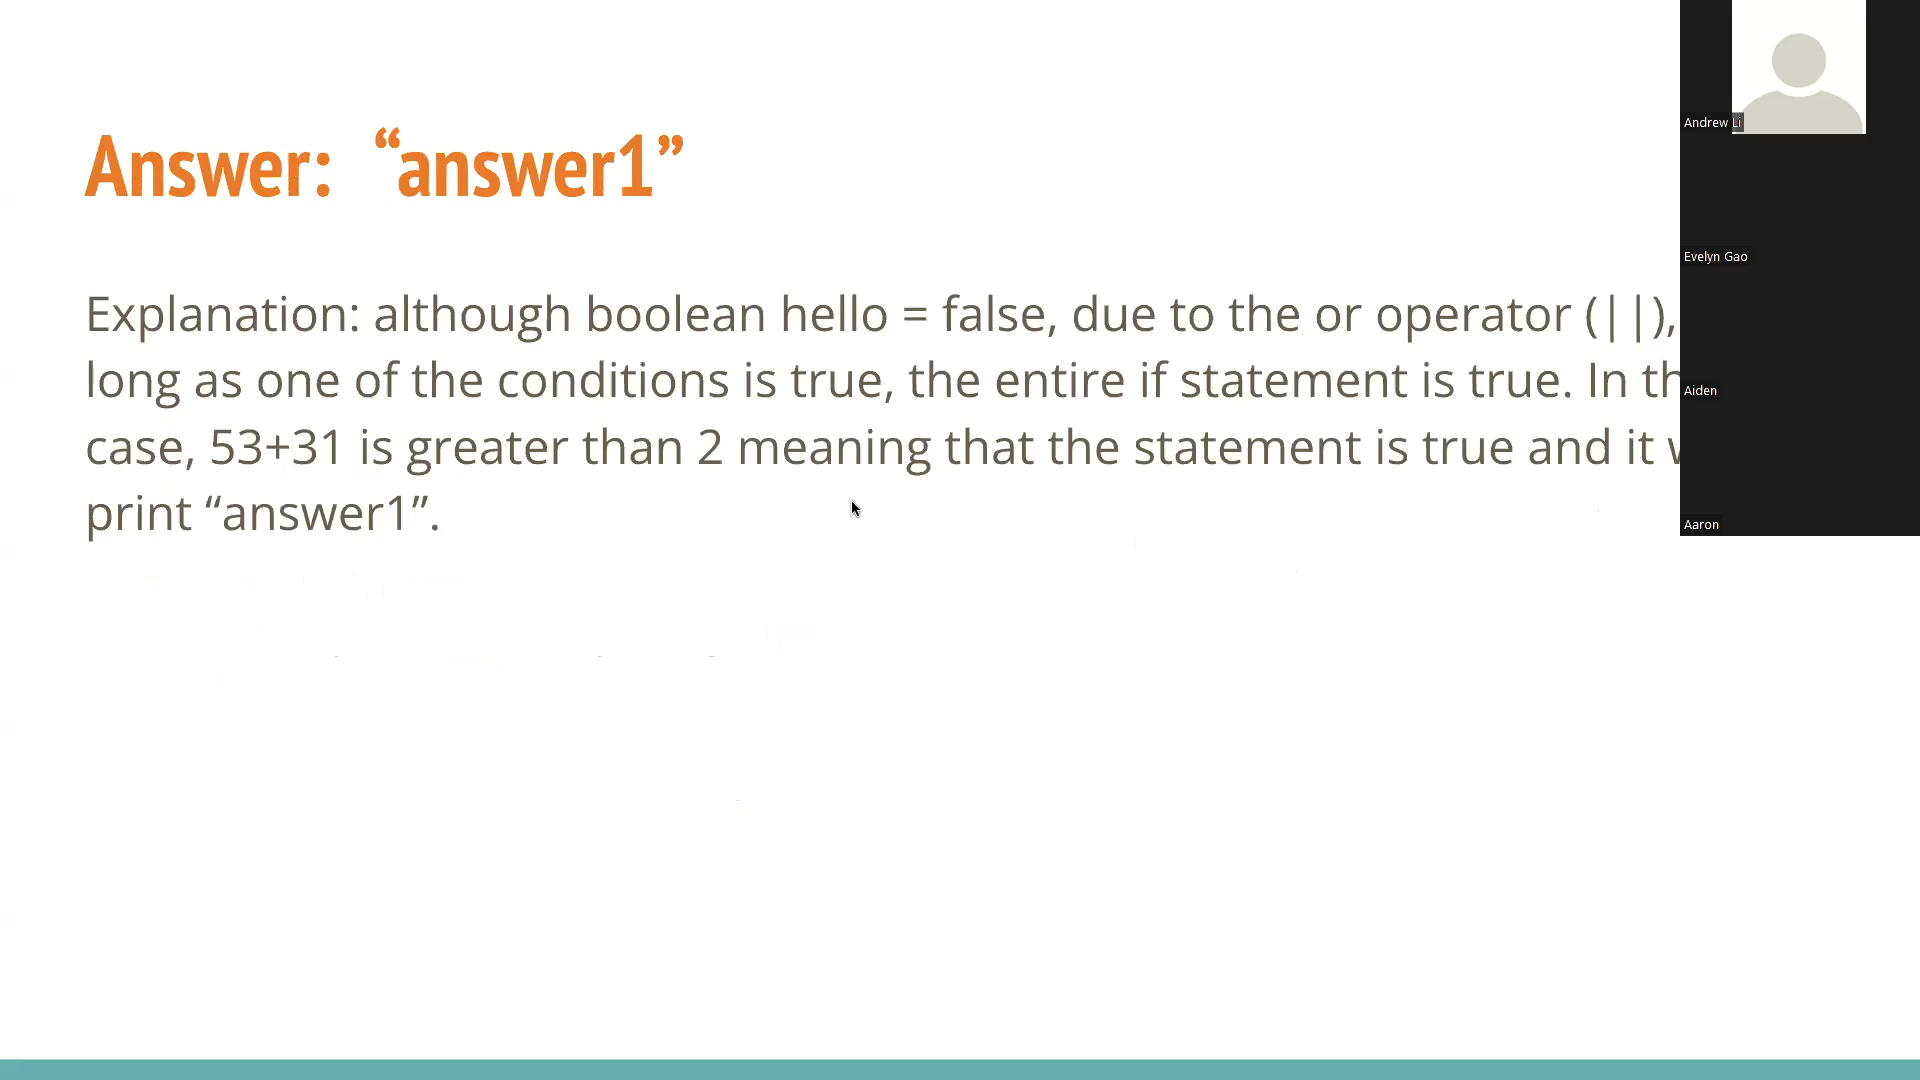 Answer: “answer1”
Explanation: although boolean hello = false, due to the or operator (||),
long as one of the conditions is true, the entire if statement is true. In
case, 53+31 is greater than 2 meaning that the statement is true and it
print “answer1”.
Andrew Li
Evelyn Gao
Aiden
Aaron